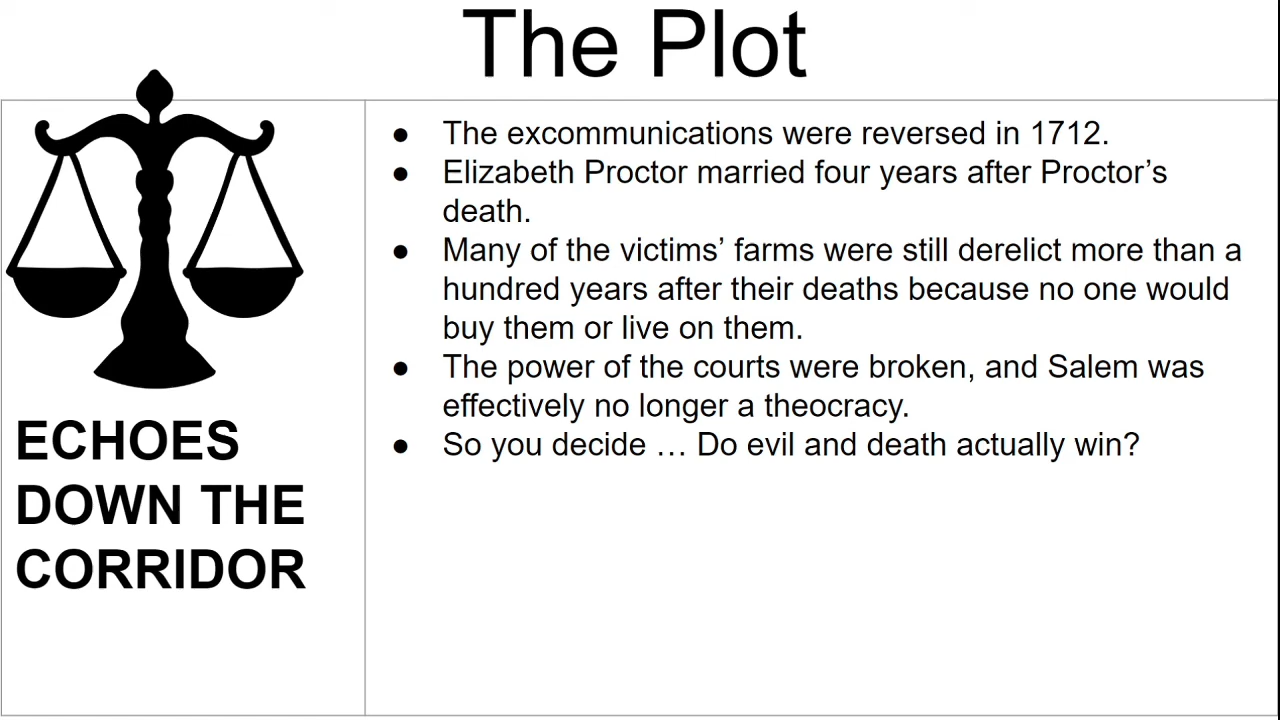 The Plot
ECHOES
DOWN THE
CORRIDOR
● The excommunications were reversed in 1712.
● Elizabeth Proctor married four years after Proctor’s
death.
● Many of the victims’ farms were still derelict more than a
hundred years after their deaths because no one would
buy them or live on them.
● The power of the courts were broken, and Salem was
effectively no longer a theocracy.
● So you decide … Do evil and death actually win?